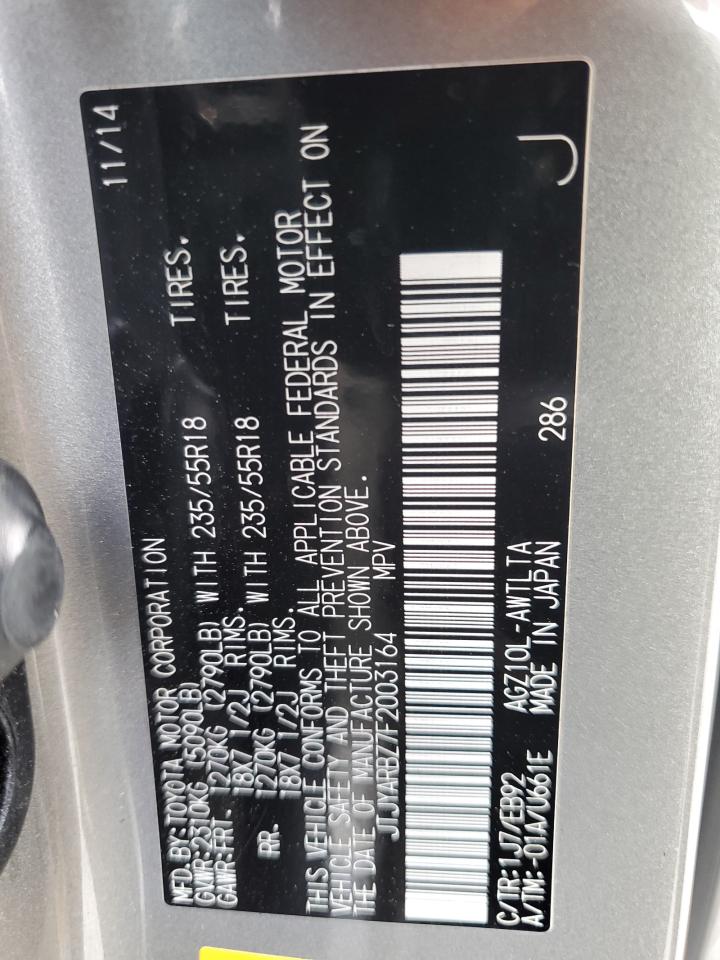 MFD. BY: TOYOTA MOTOR CORPORATION 11/14
GVWR: 2310KG (5090LB)
GAWR: FRT. 1270KG (2790LB) WITH 235/55R18 TIRES.
18X7 1/2J RIMS.
RR. 1270KG (2790LB) WITH 235/55R18 TIRES.
18X7 1/2J RIMS.
THIS VEHICLE CONFORMS TO ALL APPLICABLE FEDERAL MOTOR
VEHICLE SAFETY AND THEFT PREVENTION STANDARDS IN EFFECT ON
THE DATE OF MANUFACTURE SHOWN ABOVE.
JTJYARBZ7F2003164 MPV
C/TR: 1J7/EB92 AGZ10L-AWTLTA
A/TM: -01A/U661E MADE IN JAPAN 286
J